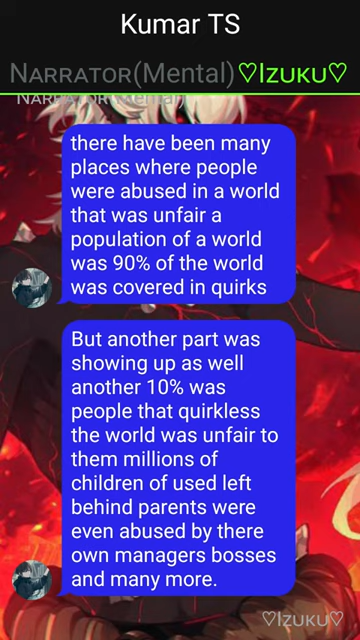 Kumar TS
Narrator(Mental) ♡Izuku♡
Narrator(Mental)
there have been many
places where people
were abused in a world
that was unfair a
population of a world
was 90% of the world
was covered in quirks
But another part was
showing up as well
another 10% was
people that quirkless
the world was unfair to
them millions of
children of used left
behind parents were
even abused by there
own managers bosses
and many more.
♡Izuku♡